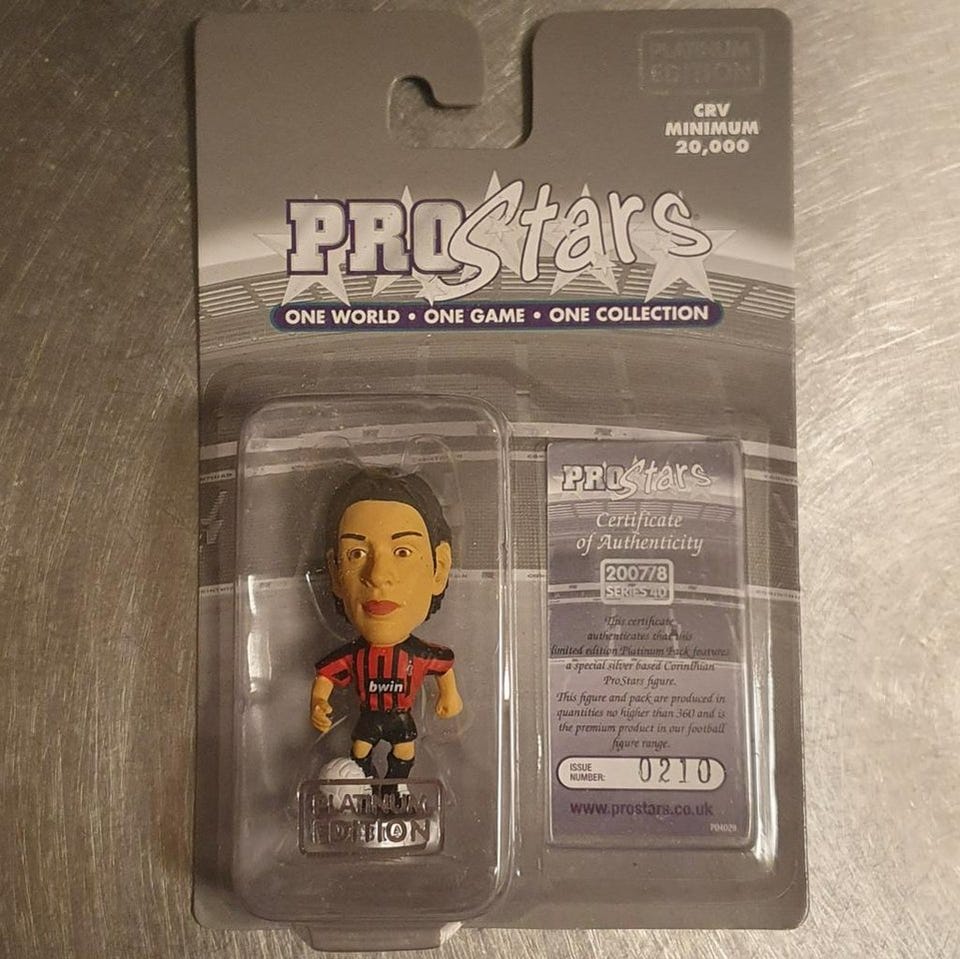 PLATINUM
EDITION
CRV
MINIMUM
20,000
PROStars
ONE WORLD • ONE GAME • ONE COLLECTION
bwin
PLATINUM
EDITION
PROStars
Certificate
of Authenticity
2007/8
SERIES 40
This certificate
authenticates that this
limited edition Platinum Pack features
a special silver based Corinthian
ProStars figure.
This figure and pack are produced in
quantities no higher than 360 and is
the premium product in our football
figure range.
ISSUE
NUMBER: 0210
www.prostars.co.uk